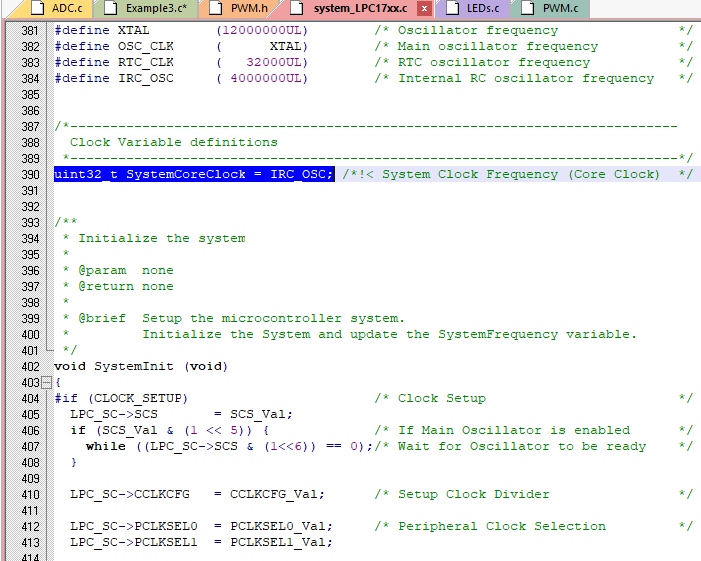 ADC.c Example3.c* PWM.h system_LPC17xx.c x LEDs.c PWM.c
381 #define XTAL (12000000UL) /* Oscillator frequency */
382 #define OSC_CLK ( XTAL) /* Main oscillator frequency */
383 #define RTC_CLK ( 32000UL) /* RTC oscillator frequency */
384 #define IRC_OSC ( 4000000UL) /* Internal RC oscillator frequency */
385
386
387 /*----------------------------------------------------------------------------
388 Clock Variable definitions
389 *----------------------------------------------------------------------------*/
390 uint32_t SystemCoreClock = IRC_OSC; /*!< System Clock Frequency (Core Clock) */
391
392
393 /**
394 * Initialize the system
395 *
396 * @param none
397 * @return none
398 *
399 * @brief Setup the microcontroller system.
400 * Initialize the System and update the SystemFrequency variable.
401 */
402 void SystemInit (void)
403 {
404 #if (CLOCK_SETUP) /* Clock Setup */
405 LPC_SC->SCS = SCS_Val;
406 if (SCS_Val & (1 << 5)) { /* If Main Oscillator is enabled */
407 while ((LPC_SC->SCS & (1<<6)) == 0);/* Wait for Oscillator to be ready */
408 }
409
410 LPC_SC->CCLKCFG = CCLKCFG_Val; /* Setup Clock Divider */
411
412 LPC_SC->PCLKSEL0 = PCLKSEL0_Val; /* Peripheral Clock Selection */
413 LPC_SC->PCLKSEL1 = PCLKSEL1_Val;
414